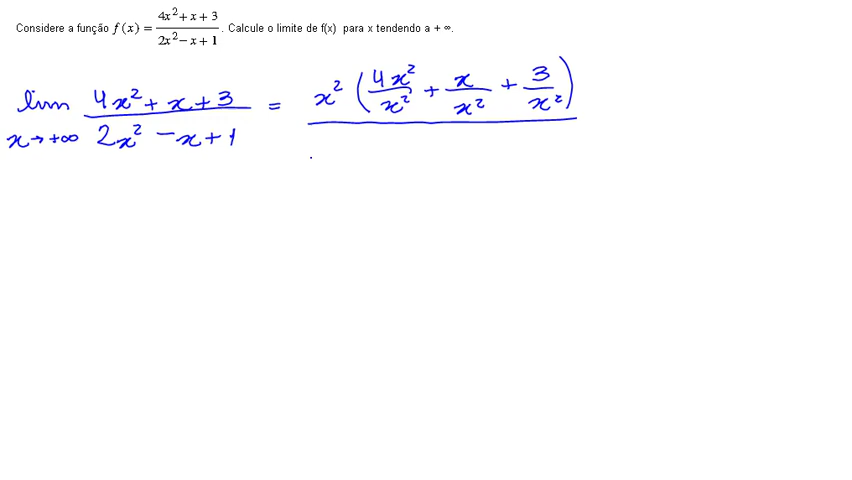 Considere a função f(x) = (4x² + x + 3)/(2x² − x + 1). Calcule o limite de f(x) para x tendendo a + ∞.
lim x→+∞ (4x² + x + 3)/(2x² − x + 1) = x² (4x²/x² + x/x² + 3/x²)